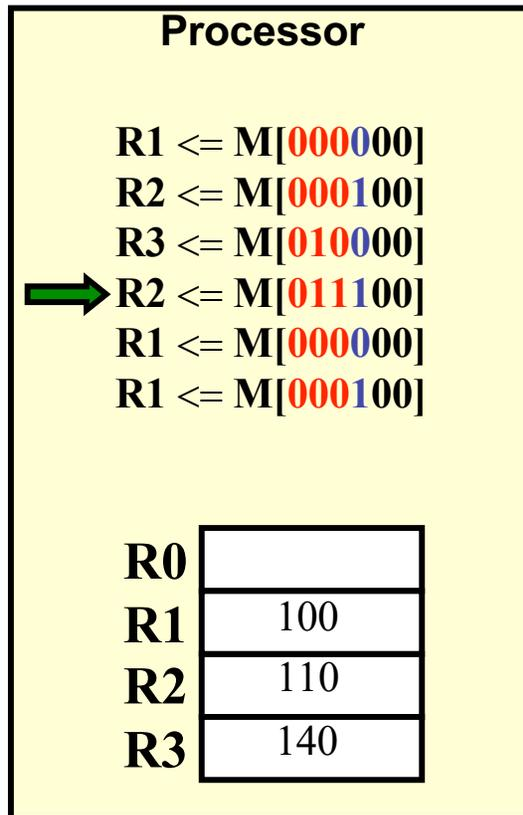 Processor
R1 <= M[000000]
R2 <= M[000100]
R3 <= M[010000]
R2 <= M[011100]
R1 <= M[000000]
R1 <= M[000100]
R0
R1 100
R2 110
R3 140